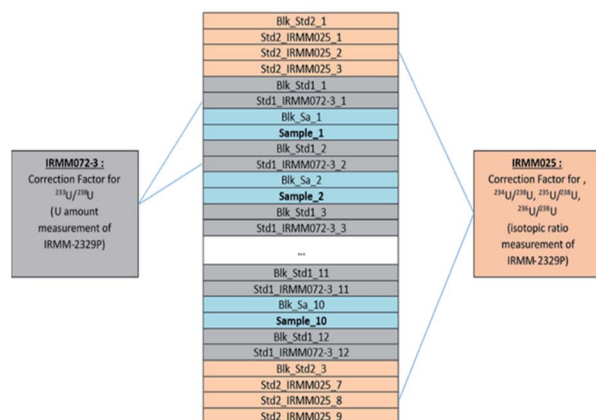 Blk_Std2_1
Std2_IRMM025_1
Std2_IRMM025_2
Std2_IRMM025_3
Blk_Std1_1
Std1_IRMM072-3_1
Blk_Sa_1
Sample_1
Blk_Std1_2
Std1_IRMM072-3_2
Blk_Sa_2
Sample_2
Blk_Std1_3
Std1_IRMM072-3_3
...
Blk_Std1_11
Std1_IRMM072-3_11
Blk_Sa_10
Sample_10
Blk_Std1_12
Std1_IRMM072-3_12
Blk_Std2_3
Std2_IRMM025_7
Std2_IRMM025_8
Std2_IRMM025_9
IRMM072-3 :
Correction Factor for
²³³U/²³⁸U
(U amount
measurement of
IRMM-2329P)
IRMM025 :
Correction Factor for ,
²³⁴U/²³⁸U, ²³⁵U/²³⁸U,
²³⁶U/²³⁸U
(isotopic ratio
measurement of
IRMM-2329P)